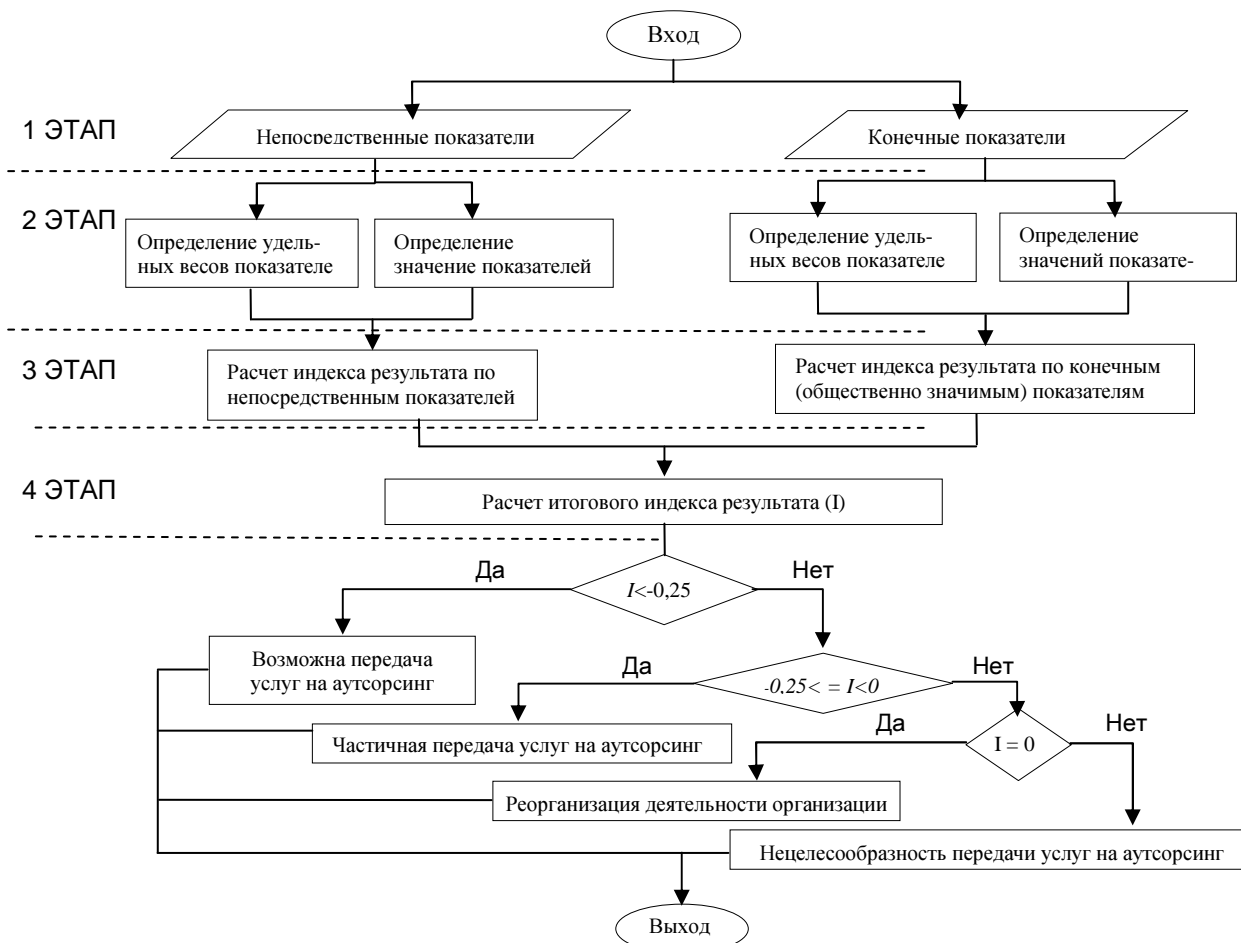 Вход
1 ЭТАП
Непосредственные показатели
Конечные показатели
2 ЭТАП
Определение удель-
ных весов показателе
Определение
значение показателей
Определение удель-
ных весов показателе
Определение
значений показате-
3 ЭТАП
Расчет индекса результата по
непосредственным показателей
Расчет индекса результата по конечным
(общественно значимым) показателям
4 ЭТАП
Расчет итогового индекса результата (I)
Да
I<-0,25
Нет
Возможна передача
услуг на аутсорсинг
Да
-0,25< = I<0
Нет
Частичная передача услуг на аутсорсинг
Да
I = 0
Нет
Реорганизация деятельности организации
Нецелесообразность передачи услуг на аутсорсинг
Выход